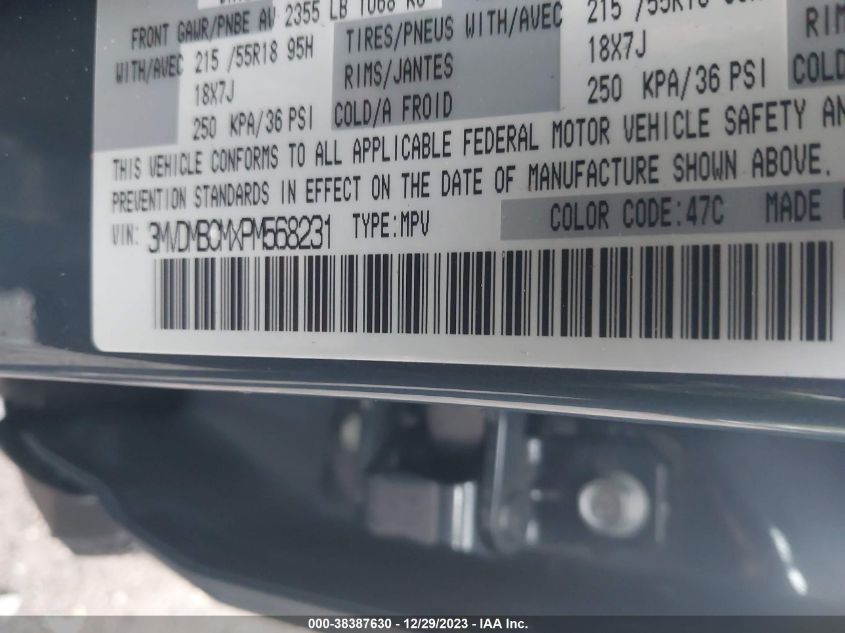 FRONT GAWR/PNBE AV 2355 LB 1068 KG
WITH/AVEC 215 /55R18 95H TIRES/PNEUS WITH/AVEC 215 /55R18
18X7J RIMS/JANTES 18X7J
250 KPA/36 PSI COLD/A FROID 250 KPA/36 PSI
THIS VEHICLE CONFORMS TO ALL APPLICABLE FEDERAL MOTOR VEHICLE SAFETY AN
PREVENTION STANDARDS IN EFFECT ON THE DATE OF MANUFACTURE SHOWN ABOVE.
VIN: 3MVDMBCMXPM568231 TYPE:MPV COLOR CODE:47C MADE
000-38387630 - 12/29/2023 - IAA Inc.